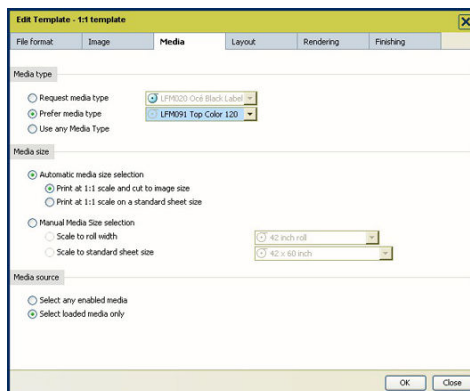 Edit Template - 1:1 template
File format Image Media Layout Rendering Finishing
Media type
Request media type LFM020 Océ Black Label
Prefer media type LFM091 Top Color 120
Use any Media Type
Media size
Automatic media size selection
Print at 1:1 scale and cut to image size
Print at 1:1 scale on a standard sheet size
Manual Media Size selection
Scale to roll width 42 inch roll
Scale to standard sheet size 42 x 60 inch
Media source
Select any enabled media
Select loaded media only
OK Close